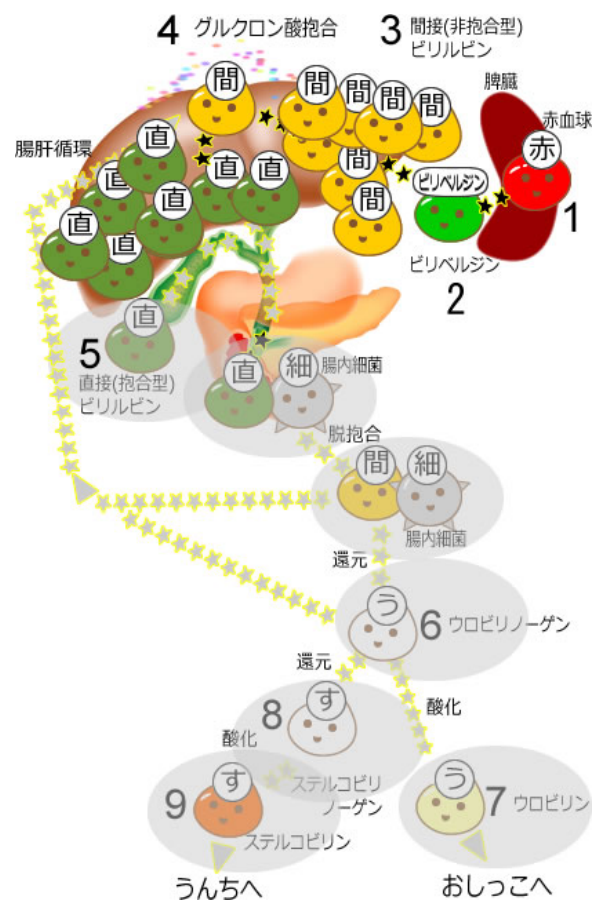 4 グルクロン酸抱合
3 間接(非抱合型)
ビリルビン
脾臓
赤血球
赤
1
間
間
間
間
間
間
間
腸肝循環
直
直
直
直
直
直
直
ビリベルジン
ビリベルジン
2
直
5
直接(抱合型)
ビリルビン
直
細
腸内細菌
脱抱合
間
細
腸内細菌
還元
う
6 ウロビリノーゲン
還元
酸化
す
8
酸化
ステルコビリ
ノーゲン
す
9
ステルコビリン
う
7 ウロビリン
うんちへ
おしっこへ